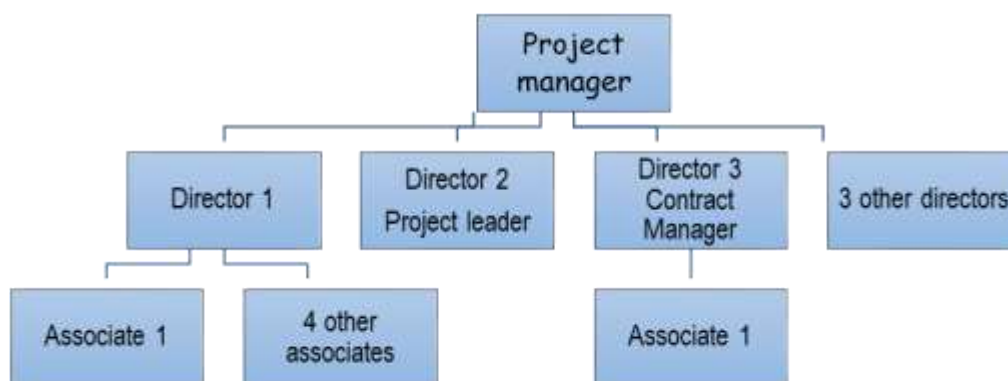 Project
manager
Director 1
Director 2
Project leader
Director 3
Contract
Manager
3 other directors
Associate 1
4 other
associates
Associate 1